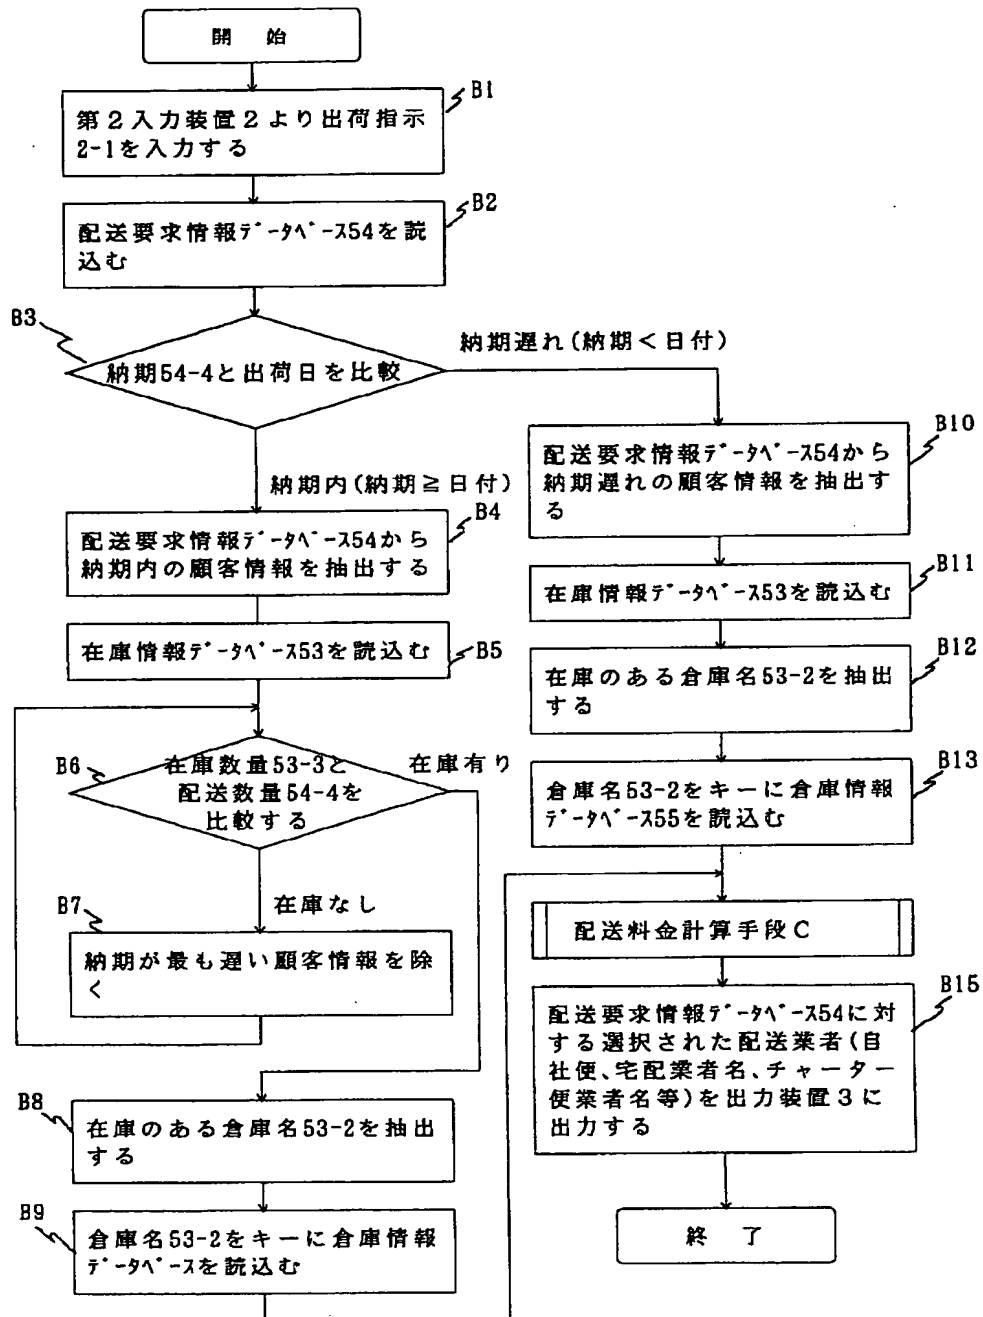 開 始
B1
第2入力装置2より出荷指示
2-1を入力する
B2
配送要求情報ﾃﾞｰﾀﾍﾞｰｽ54を読
込む
B3
納期54-4と出荷日を比較
納期遅れ(納期<日付)
納期内(納期≧日付)
B4
配送要求情報ﾃﾞｰﾀﾍﾞｰｽ54から
納期内の顧客情報を抽出する
在庫情報ﾃﾞｰﾀﾍﾞｰｽ53を読込む
B5
B6
在庫数量53-3と
配送数量54-4を
比較する
在庫有り
在庫なし
B7
納期が最も遅い顧客情報を除
く
B8
在庫のある倉庫名53-2を抽出
する
B9
倉庫名53-2をキーに倉庫情報
ﾃﾞｰﾀﾍﾞｰｽを読込む
B10
配送要求情報ﾃﾞｰﾀﾍﾞｰｽ54から
納期遅れの顧客情報を抽出す
る
B11
在庫情報ﾃﾞｰﾀﾍﾞｰｽ53を読込む
B12
在庫のある倉庫名53-2を抽出
する
B13
倉庫名53-2をキーに倉庫情報
ﾃﾞｰﾀﾍﾞｰｽ55を読込む
配送料金計算手段C
B15
配送要求情報ﾃﾞｰﾀﾍﾞｰｽ54に対
する選択された配送業者(自
社便、宅配業者名、チャーター
便業者名等)を出力装置3に
出力する
終 了